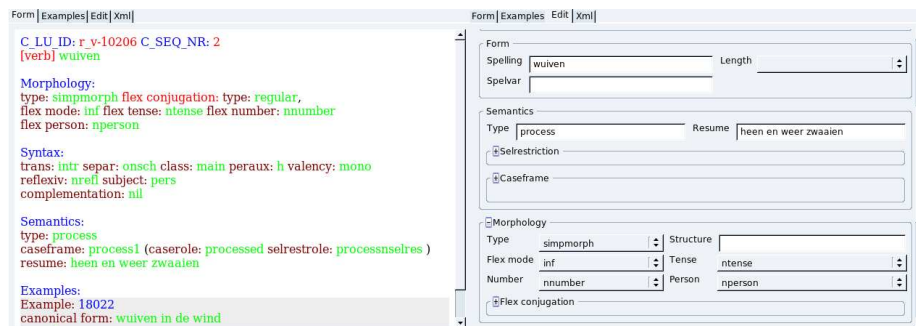 Form Examples Edit Xml
C_LU_ID: r_v-10206 C_SEQ_NR: 2
[verb] wuiven
Morphology:
type: simpmorph flex conjugation: type: regular,
flex mode: inf flex tense: ntense flex number: nnumber
flex person: nperson
Syntax:
trans: intr separ: onsch class: main peraux: h valency: mono
reflexiv: nrefl subject: pers
complementation: nil
Semantics:
type: process
caseframe: process1 (caserole: processed selrestrole: processnselres )
resume: heen en weer zwaaien
Examples:
Example: 18022
canonical form: wuiven in de wind
Form Examples Edit Xml
Form
Spelling wuiven Length
Spelvar
Semantics
Type process Resume heen en weer zwaaien
Selrestriction
Caseframe
Morphology
Type simpmorph Structure
Flex mode inf Tense ntense
Number nnumber Person nperson
Flex conjugation